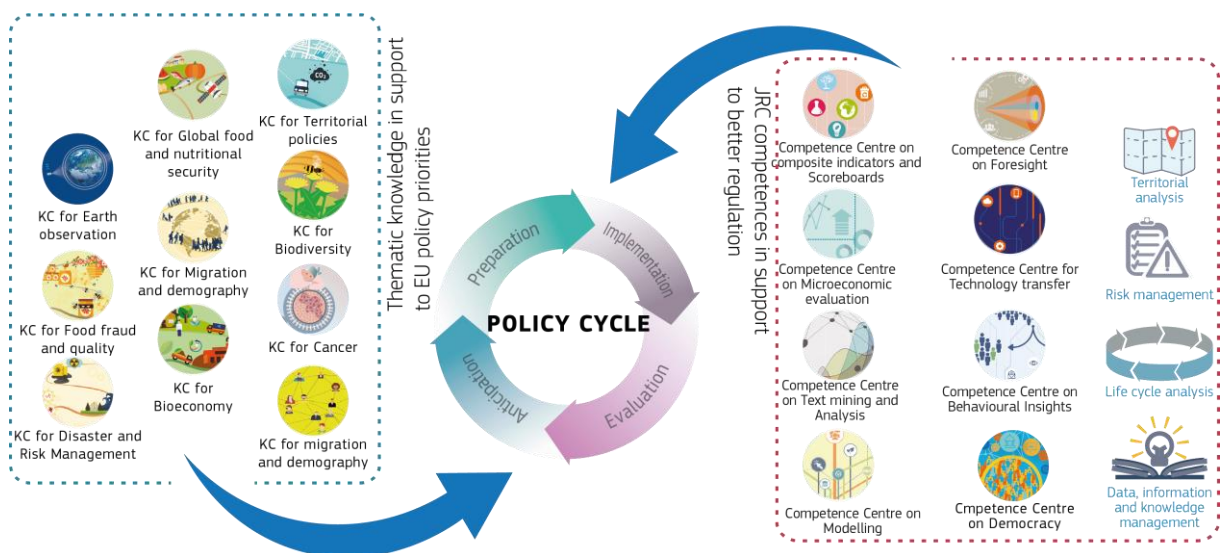 KC for Global food
and nutritional
security
KC for Territorial
policies
CO₂
KC for Earth
observation
KC for Migration
and demography
KC for
Biodiversity
KC for Food fraud
and quality
KC for
Bioeconomy
KC for Cancer
KC for Disaster and
Risk Management
KC for migration
and demography
Thematic knowledge in support
to EU policy priorities
POLICY CYCLE
Preparation
Implementation
Evaluation
Anticipation
JRC competences in support
to better regulation
Competence Centre on
composite indicators and
Scoreboards
Competence Centre
on Foresight
Competence Centre
on Microeconomic
evaluation
Competence Centre for
Technology transfer
Competence Centre
on Text mining and
Analysis
Competence Centre on
Behavioural Insights
Competence Centre on
Modelling
Cmpetence Centre
on Democracy
Territorial
analysis
Risk management
Life cycle analysis
Data, information
and knowledge
management